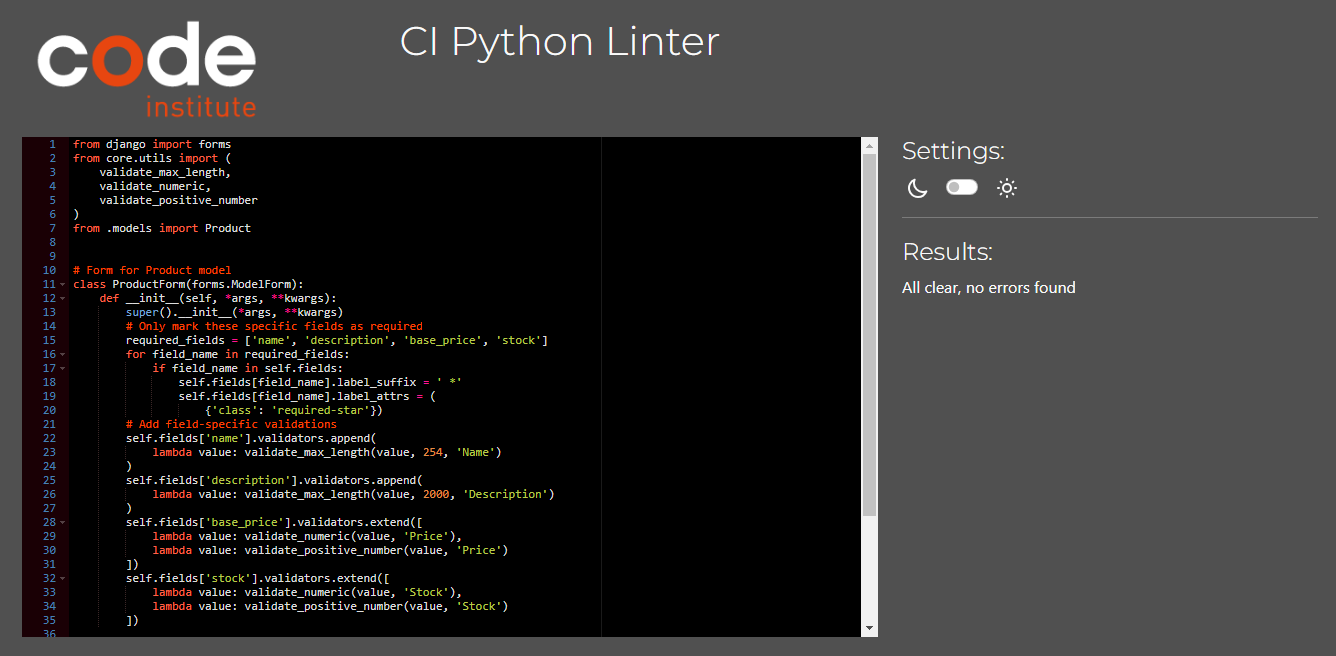 code
institute
CI Python Linter
1 from django import forms
2 from core.utils import (
3     validate_max_length,
4     validate_numeric,
5     validate_positive_number
6 )
7 from .models import Product
8
9
10 # Form for Product model
11 class ProductForm(forms.ModelForm):
12     def __init__(self, *args, **kwargs):
13         super().__init__(*args, **kwargs)
14         # Only mark these specific fields as required
15         required_fields = ['name', 'description', 'base_price', 'stock']
16         for field_name in required_fields:
17             if field_name in self.fields:
18                 self.fields[field_name].label_suffix = ' *'
19                 self.fields[field_name].label_attrs = (
20                     {'class': 'required-star'})
21         # Add field-specific validations
22         self.fields['name'].validators.append(
23             lambda value: validate_max_length(value, 254, 'Name')
24         )
25         self.fields['description'].validators.append(
26             lambda value: validate_max_length(value, 2000, 'Description')
27         )
28         self.fields['base_price'].validators.extend([
29             lambda value: validate_numeric(value, 'Price'),
30             lambda value: validate_positive_number(value, 'Price')
31         ])
32         self.fields['stock'].validators.extend([
33             lambda value: validate_numeric(value, 'Stock'),
34             lambda value: validate_positive_number(value, 'Stock')
35         ])
36
Settings:
Results:
All clear, no errors found